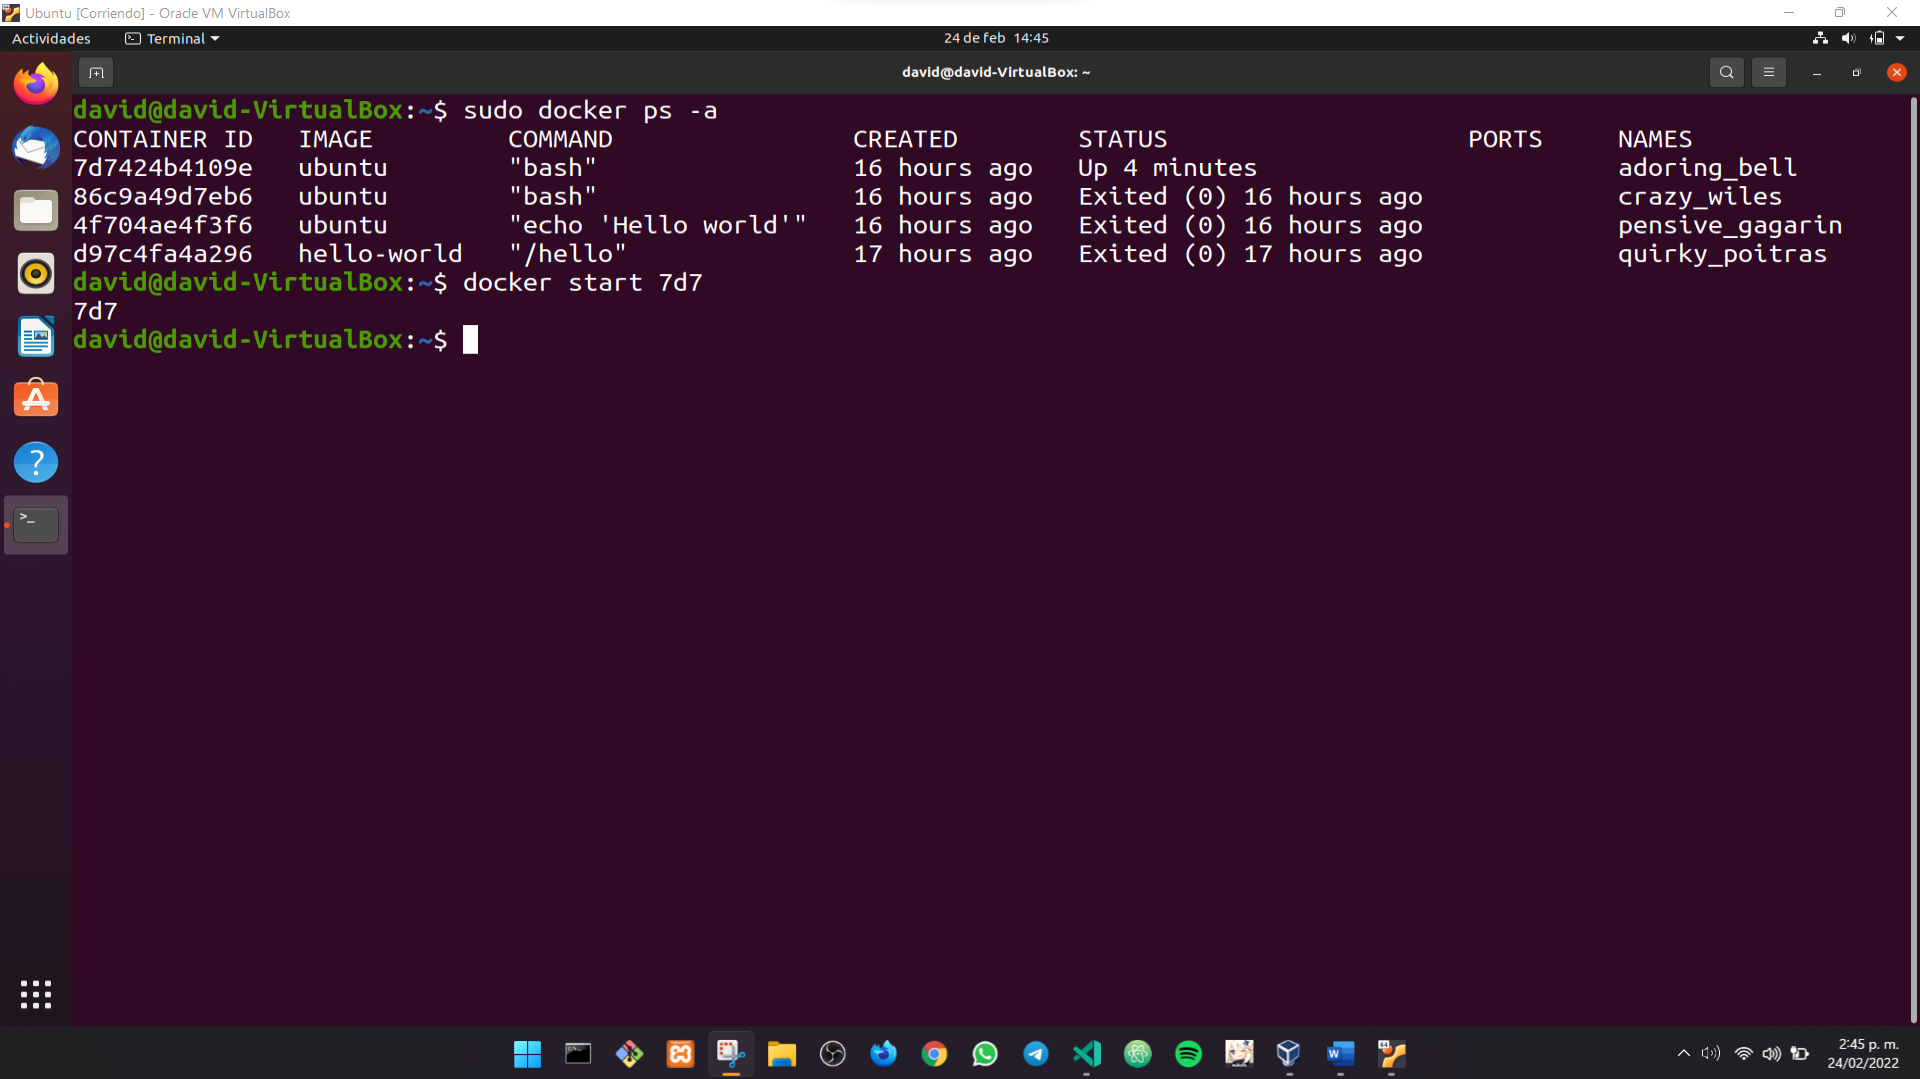 Ubuntu [Corriendo] - Oracle VM VirtualBox
Actividades Terminal 24 de feb 14:45
david@david-VirtualBox: ~
david@david-VirtualBox:~$ sudo docker ps -a
CONTAINER ID IMAGE COMMAND CREATED STATUS PORTS NAMES
7d7424b4109e ubuntu "bash" 16 hours ago Up 4 minutes adoring_bell
86c9a49d7eb6 ubuntu "bash" 16 hours ago Exited (0) 16 hours ago crazy_wiles
4f704ae4f3f6 ubuntu "echo 'Hello world'" 16 hours ago Exited (0) 16 hours ago pensive_gagarin
d97c4fa4a296 hello-world "/hello" 17 hours ago Exited (0) 17 hours ago quirky_poitras
david@david-VirtualBox:~$ docker start 7d7
7d7
david@david-VirtualBox:~$
2:45 p. m.
24/02/2022